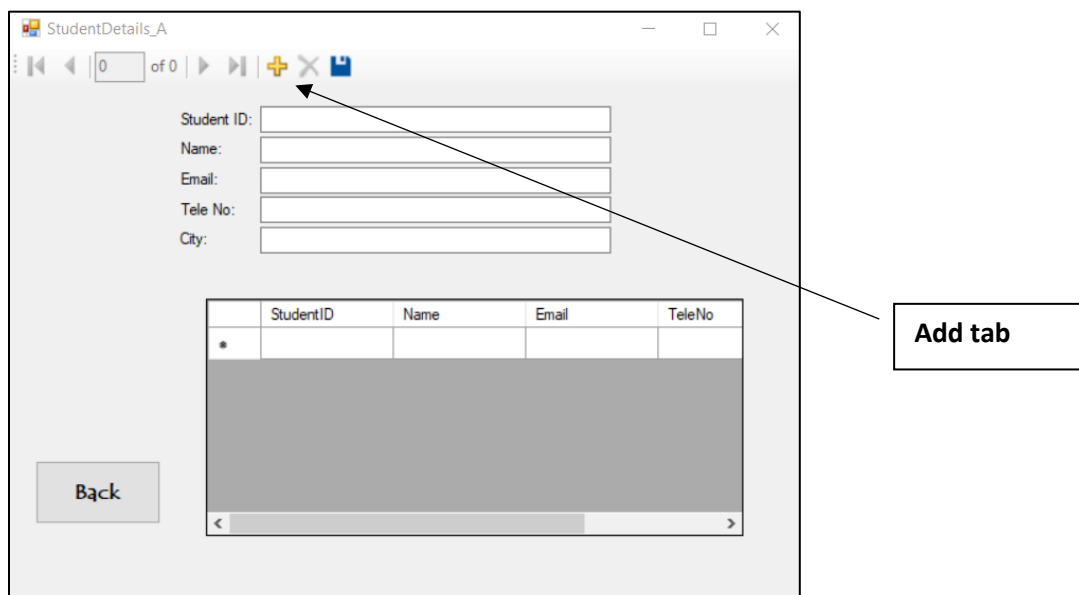 StudentDetails_A
0 of 0
Student ID:
Name:
Email:
Tele No:
City:
StudentID Name Email TeleNo
Add tab
Back